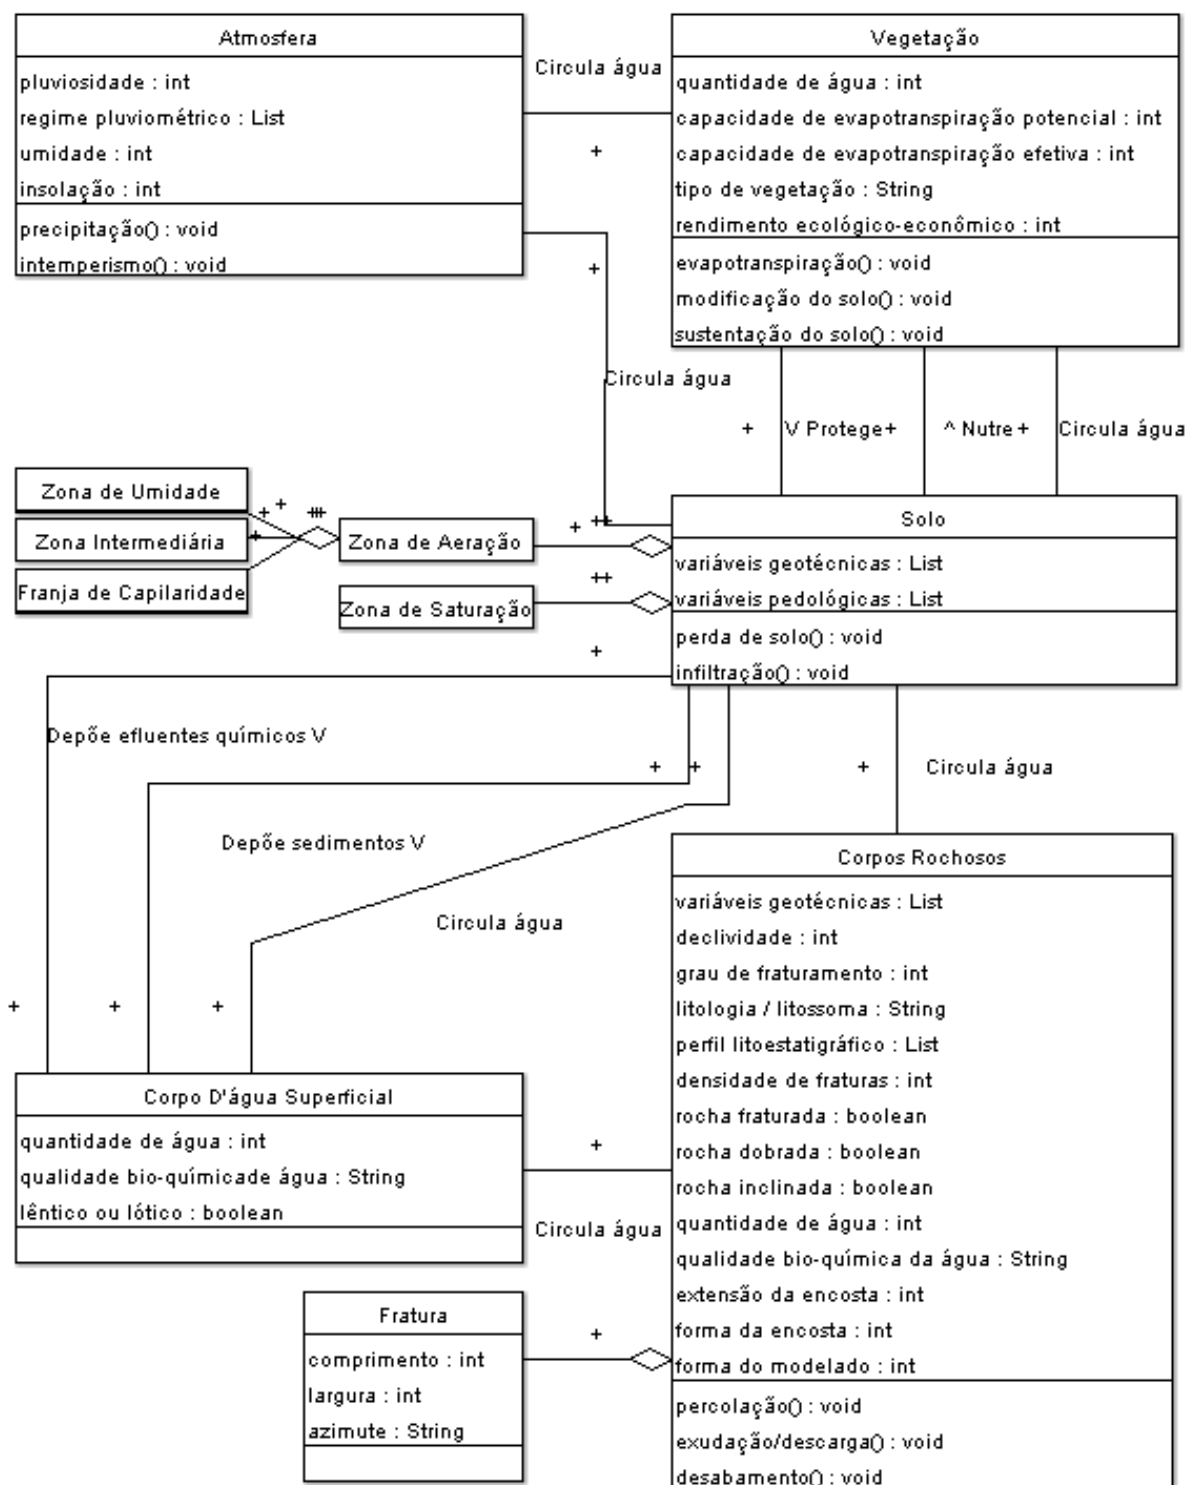 Atmosfera
pluviosidade : int
regime pluviométrico : List
umidade : int
insolação : int
precipitação() : void
intemperismo() : void
Circula água
+
Vegetação
quantidade de água : int
capacidade de evapotranspiração potencial : int
capacidade de evapotranspiração efetiva : int
tipo de vegetação : String
rendimento ecológico-econômico : int
evapotranspiração() : void
modificação do solo() : void
sustentação do solo() : void
+
Circula água
+ V Protege + ^ Nutre + Circula água
Zona de Umidade
Zona Intermediária
Franja de Capilaridade
+ + +
+++
Zona de Aeração
Zona de Saturação
+ ++
++
Solo
variáveis geotécnicas : List
variáveis pedológicas : List
perda de solo() : void
infiltração() : void
+
Depõe efluentes químicos V
+ + + Circula água
Depõe sedimentos V
Circula água
+ + +
Corpo D'água Superficial
quantidade de água : int
qualidade bio-químicade água : String
lêntico ou lótico : boolean
+
Circula água
Corpos Rochosos
variáveis geotécnicas : List
declividade : int
grau de fraturamento : int
litologia / litossoma : String
perfil litoestatigráfico : List
densidade de fraturas : int
rocha fraturada : boolean
rocha dobrada : boolean
rocha inclinada : boolean
quantidade de água : int
qualidade bio-química da água : String
extensão da encosta : int
forma da encosta : int
forma do modelado : int
percolação() : void
exudação/descarga() : void
desabamento() : void
Fratura
comprimento : int
largura : int
azimute : String
+